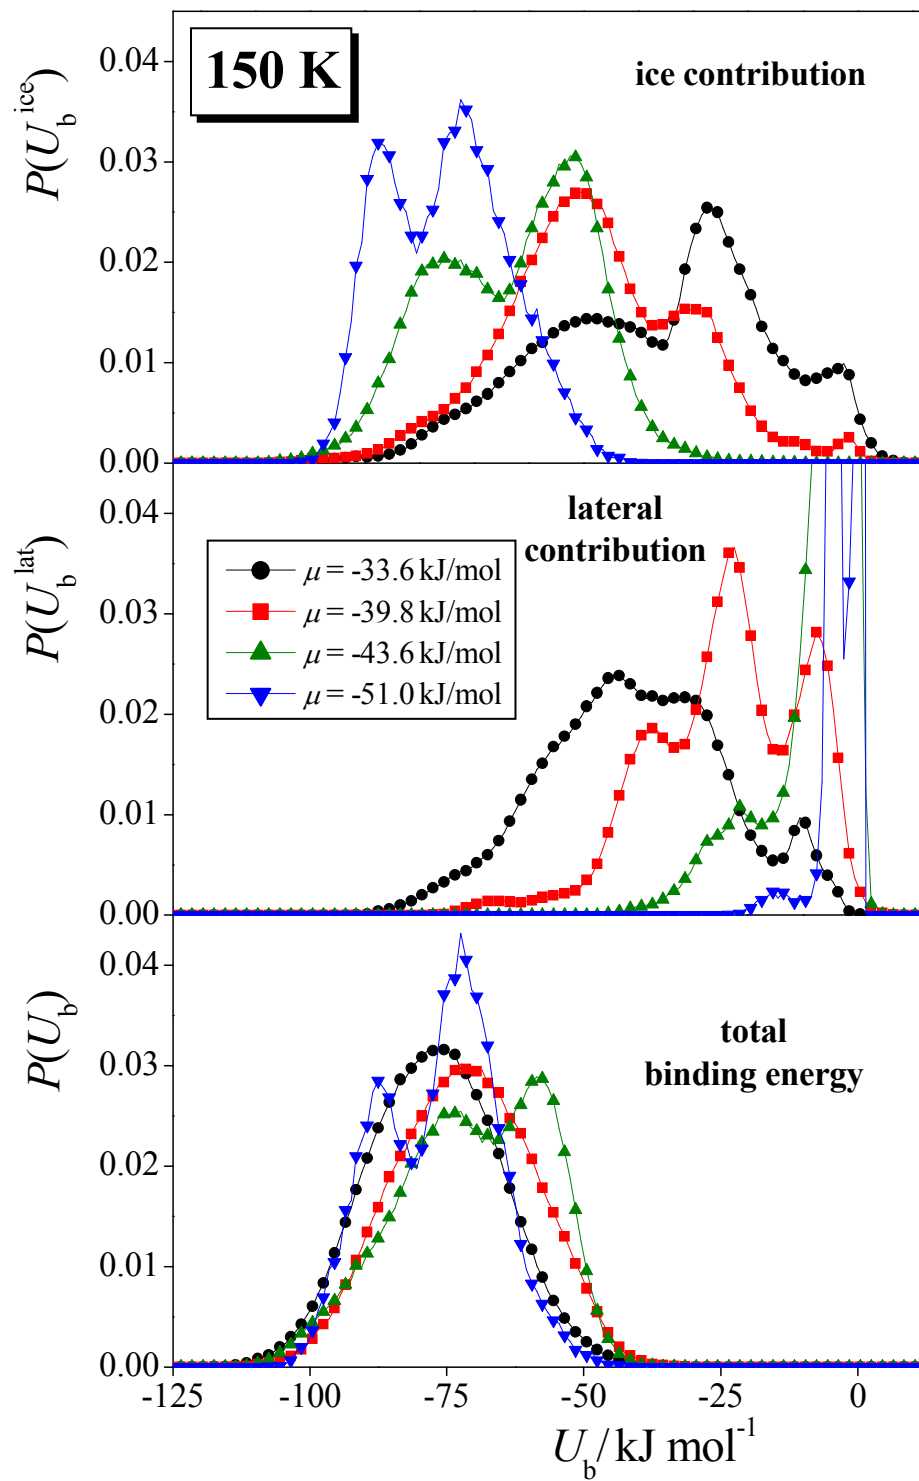 150 K
ice contribution
P(U_b^ice)
0.04
0.03
0.02
0.01
0.00
lateral
contribution
P(U_b^lat)
0.04
0.03
0.02
0.01
0.00
μ = -33.6 kJ/mol
μ = -39.8 kJ/mol
μ = -43.6 kJ/mol
μ = -51.0 kJ/mol
total
binding energy
P(U_b)
0.04
0.03
0.02
0.01
0.00
-125 -100 -75 -50 -25 0
U_b/kJ mol^-1